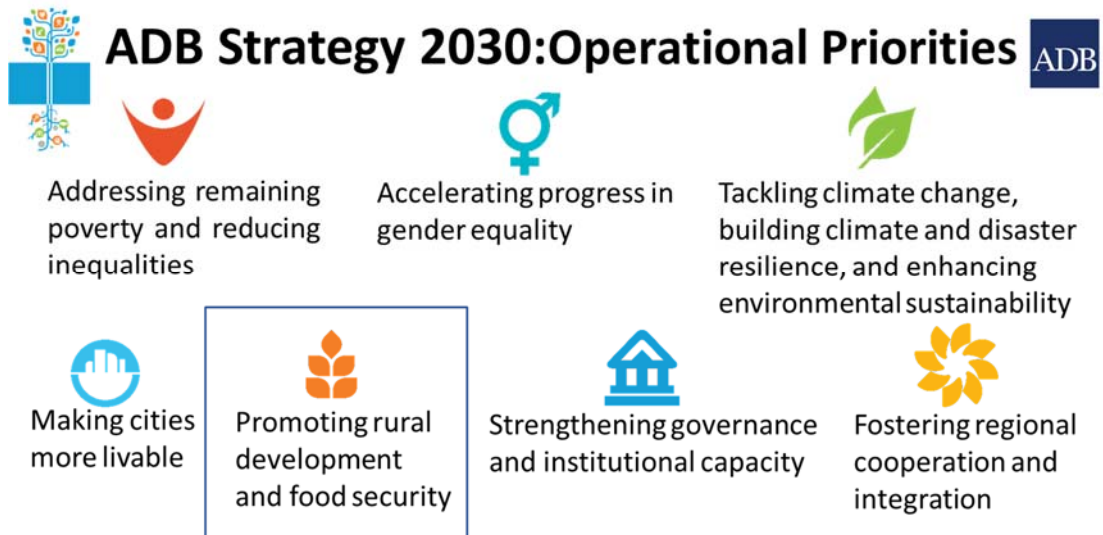 ADB Strategy 2030:Operational Priorities
ADB
Addressing remaining
poverty and reducing
inequalities
Accelerating progress in
gender equality
Tackling climate change,
building climate and disaster
resilience, and enhancing
environmental sustainability
Making cities
more livable
Promoting rural
development
and food security
Strengthening governance
and institutional capacity
Fostering regional
cooperation and
integration